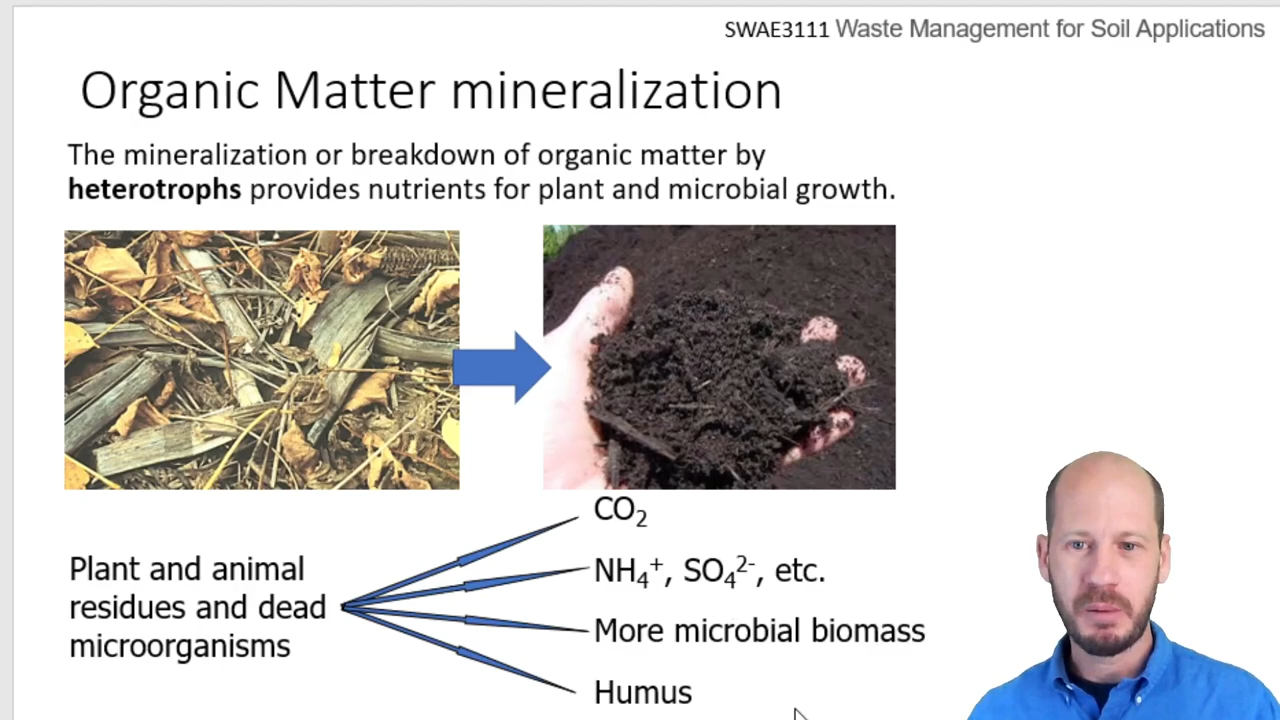 SWAE3111 Waste Management for Soil Applications
Organic Matter mineralization
The mineralization or breakdown of organic matter by
heterotrophs provides nutrients for plant and microbial growth.
CO₂
NH₄⁺, SO₄²⁻, etc.
Plant and animal
residues and dead
microorganisms
More microbial biomass
Humus